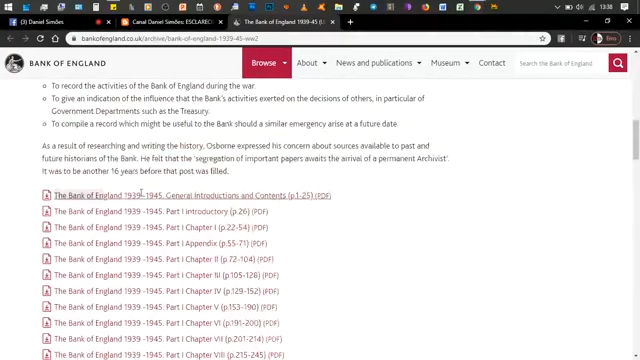 13:38
(3) Daniel Simões
Canal Daniel Simões: ESCLAREC
The Bank of England 1939-45 (U
bankofengland.co.uk/archive/bank-of-england-1939-45-ww2
Erro
BANK OF ENGLAND
Browse
About
News and publications
Museum
Contact
Search the Bank of England
To record the activities of the Bank of England during the war.
To give an indication of the influence that the Bank's activities exerted on the decisions of others, in particular of
Government Departments such as the Treasury.
To compile a record which might be useful to the Bank should a similar emergency arise at a future date.
As a result of researching and writing the history, Osborne expressed his concern about sources available to past and
future historians of the Bank. He felt that the 'segregation of important papers awaits the arrival of a permanent Archivist'.
It was to be another 16 years before that post was filled.
The Bank of England 1939 -1945. General Introductions and Contents (p.1-25) (PDF)
The Bank of England 1939 -1945. Part I Introductory (p 26) (PDF)
The Bank of England 1939 -1945. Part I Chapter I (p.22-54) (PDF)
The Bank of England 1939 -1945. Part I Appendix (p.55-71) (PDF)
The Bank of England 1939 -1945. Part I Chapter II (p.72-104) (PDF)
The Bank of England 1939 -1945. Part I Chapter III (p.105-128) (PDF)
The Bank of England 1939 -1945. Part I Chapter IV (p.129-152) (PDF)
The Bank of England 1939 -1945. Part I Chapter V (p.153 -190) (PDF)
The Bank of England 1939 -1945. Part I Chapter VI (p.191-200) (PDF)
The Bank of England 1939 -1945. Part I Chapter VII (p.201-214) (PDF)
The Bank of England 1939 -1945. Part I Chapter VIII (p.215-245) (PDF)